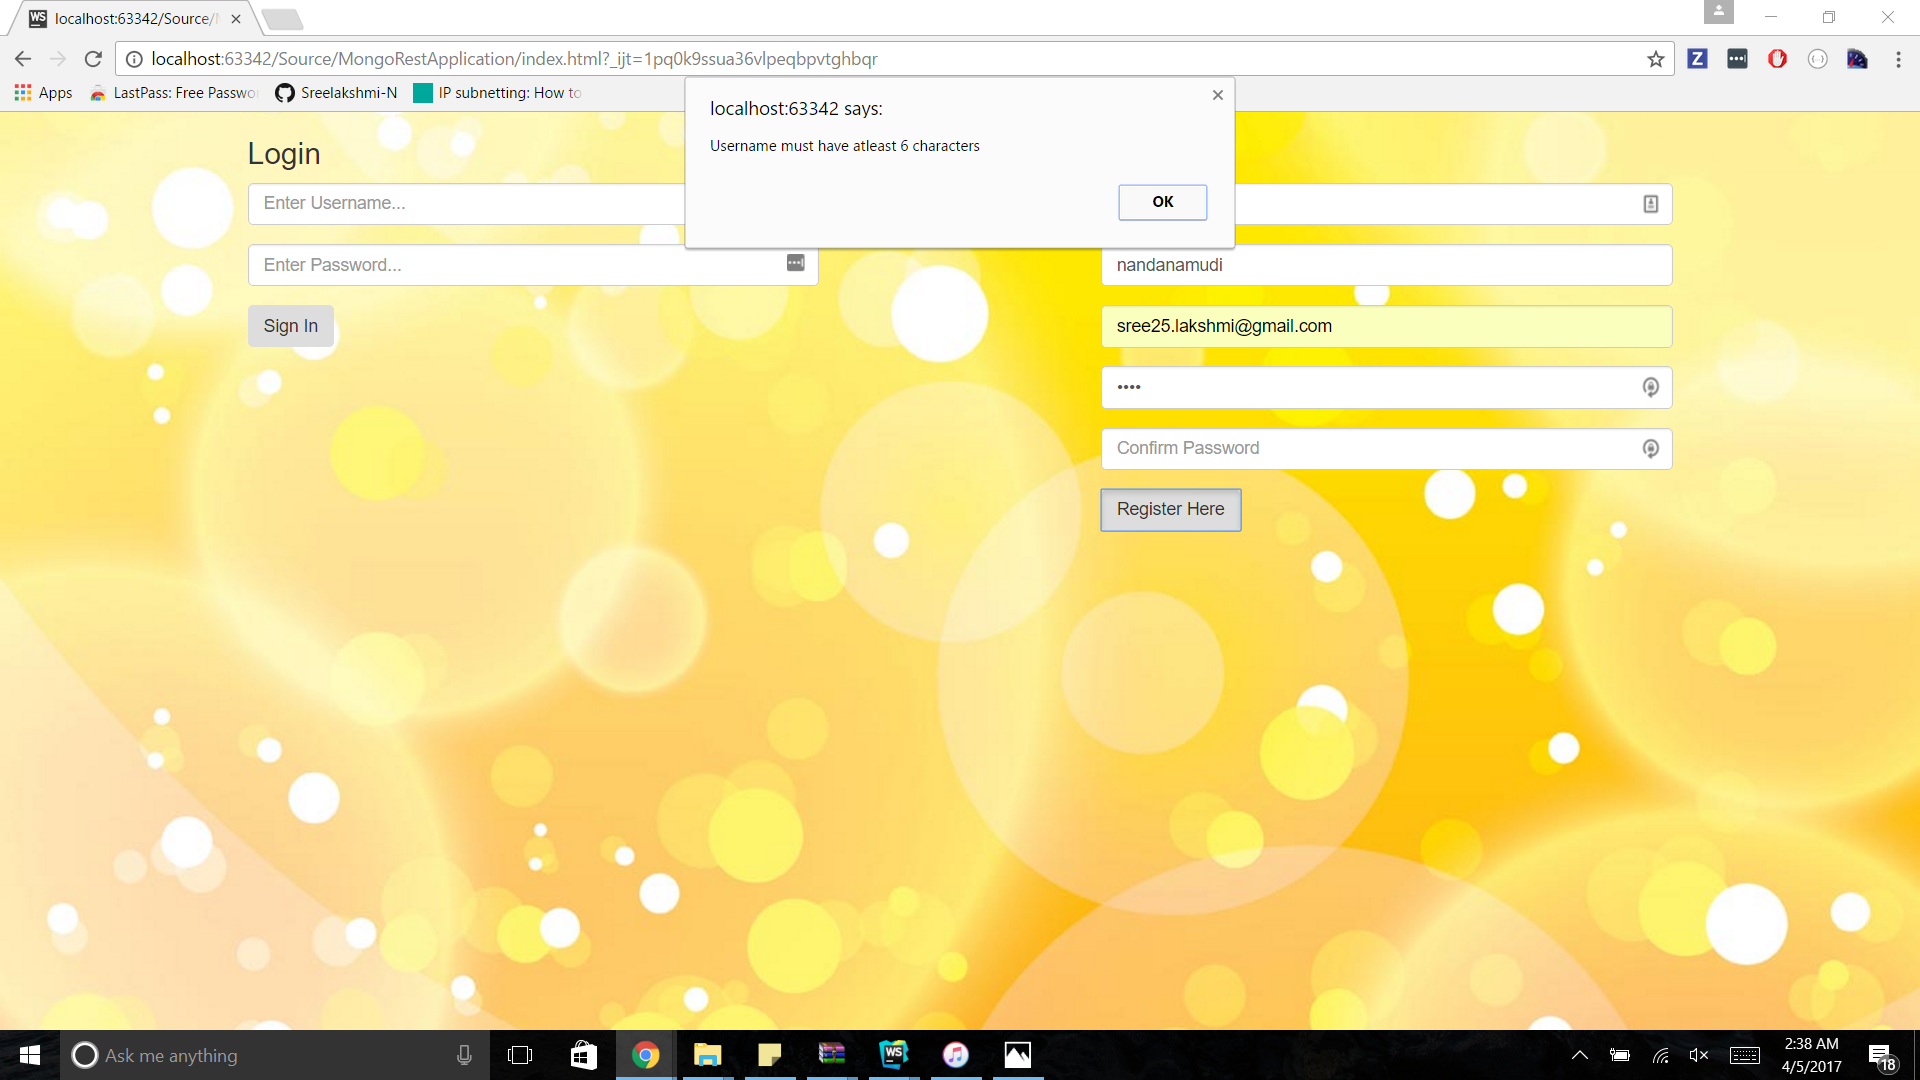 localhost:63342/Source/
localhost:63342/Source/MongoRestApplication/index.html?_ijt=1pq0k9ssua36vlpeqbpvtghbqr
Apps
LastPass: Free Passwo
Sreelakshmi-N
IP subnetting: How to
localhost:63342 says:
Username must have atleast 6 characters
OK
Login
Enter Username...
Enter Password...
Sign In
nandanamudi
sree25.lakshmi@gmail.com
••••
Confirm Password
Register Here
Ask me anything
2:38 AM
4/5/2017
18